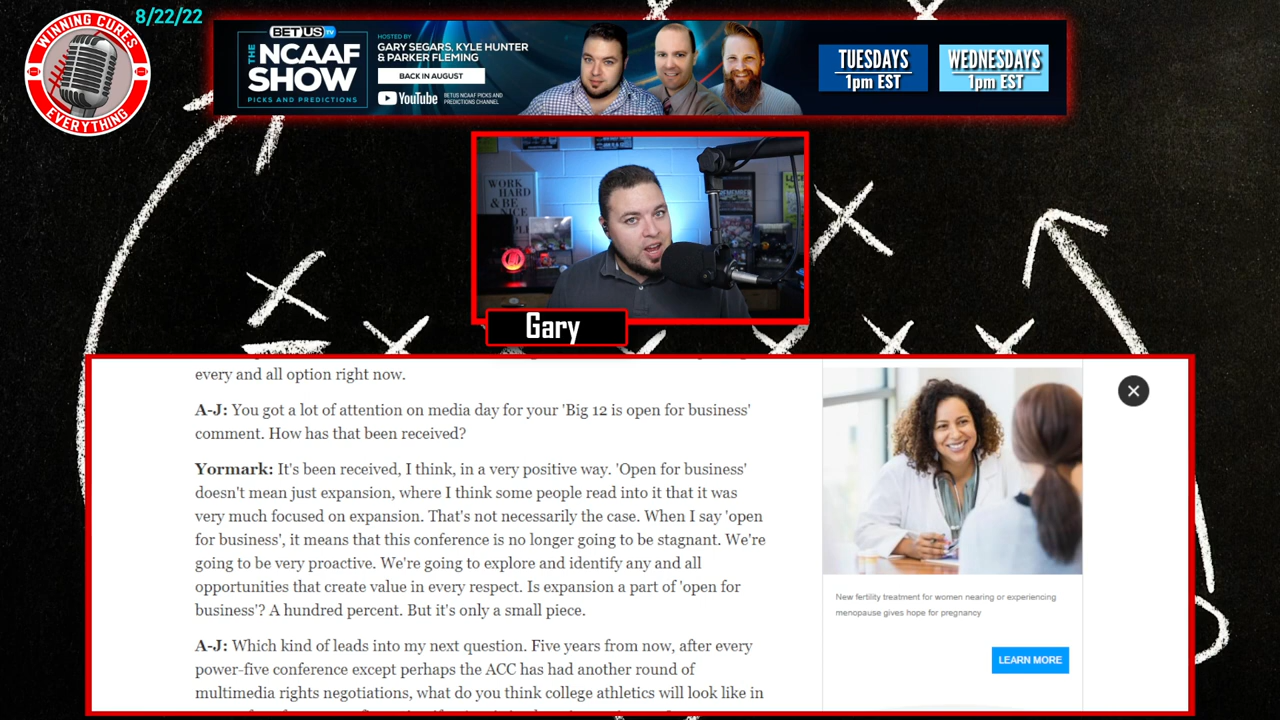 8/22/22
WINNING CURES
EVERYTHING
BETUS TV
THE
NCAAF
SHOW
PICKS AND PREDICTIONS
HOSTED BY
GARY SEGARS, KYLE HUNTER
& PARKER FLEMING
BACK IN AUGUST
YouTube
BETUS NCAAF PICKS AND
PREDICTIONS CHANNEL
TUESDAYS
1pm EST
WEDNESDAYS
1pm EST
WORK
HARD
& BE
NICE
Gary
every and all option right now.
A-J: You got a lot of attention on media day for your 'Big 12 is open for business'
comment. How has that been received?
Yormark: It's been received, I think, in a very positive way. 'Open for business'
doesn't mean just expansion, where I think some people read into it that it was
very much focused on expansion. That's not necessarily the case. When I say 'open
for business', it means that this conference is no longer going to be stagnant. We're
going to be very proactive. We're going to explore and identify any and all
opportunities that create value in every respect. Is expansion a part of 'open for
business'? A hundred percent. But it's only a small piece.
A-J: Which kind of leads into my next question. Five years from now, after every
power-five conference except perhaps the ACC has had another round of
multimedia rights negotiations, what do you think college athletics will look like in
New fertility treatment for women nearing or experiencing
menopause gives hope for pregnancy
LEARN MORE